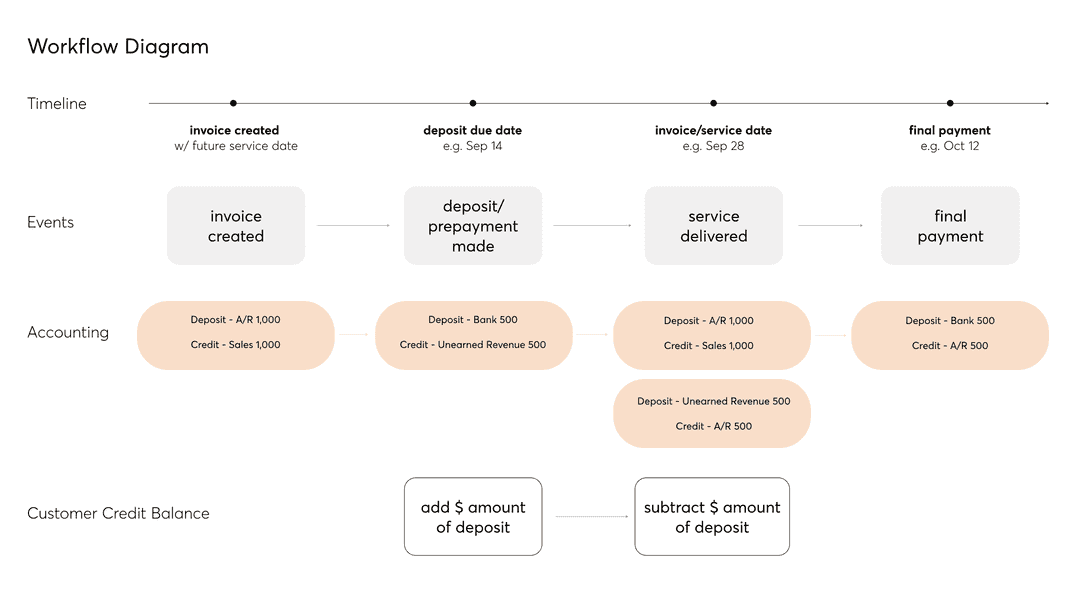 Workflow Diagram
Timeline
invoice created
w/ future service date
deposit due date
e.g. Sep 14
invoice/service date
e.g. Sep 28
final payment
e.g. Oct 12
Events
invoice
created
deposit/
prepayment
made
service
delivered
final
payment
Accounting
Deposit - A/R 1,000
Credit - Sales 1,000
Deposit - Bank 500
Credit - Unearned Revenue 500
Deposit - A/R 1,000
Credit - Sales 1,000
Deposit - Bank 500
Credit - A/R 500
Deposit - Unearned Revenue 500
Credit - A/R 500
Customer Credit Balance
add $ amount
of deposit
subtract $ amount
of deposit